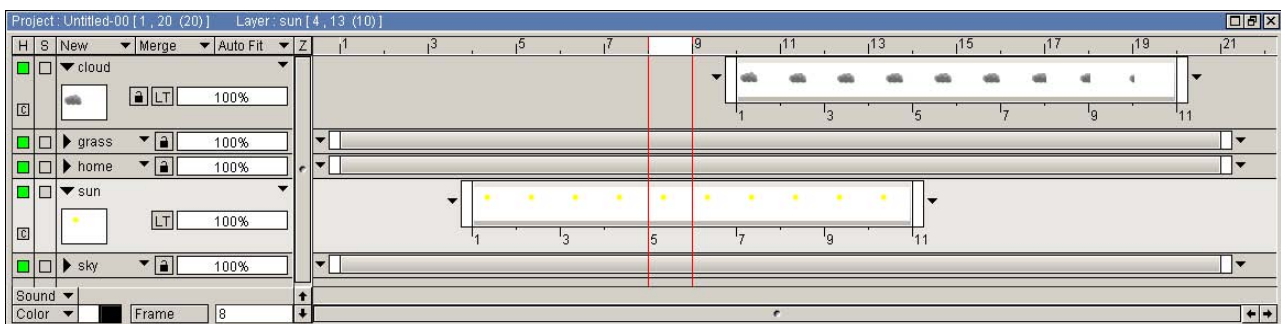 Project : Untitled-00 [ 1 , 20 (20) ] Layer : sun [ 4 , 13 (10) ]
H S New Merge Auto Fit Z 1 3 5 7 9 11 13 15 17 19 21
cloud
LT 100%
C
1 3 5 7 9 11
grass 100%
home 100%
sun
LT 100%
C
1 3 5 7 9 11
sky 100%
Sound
Color Frame 8